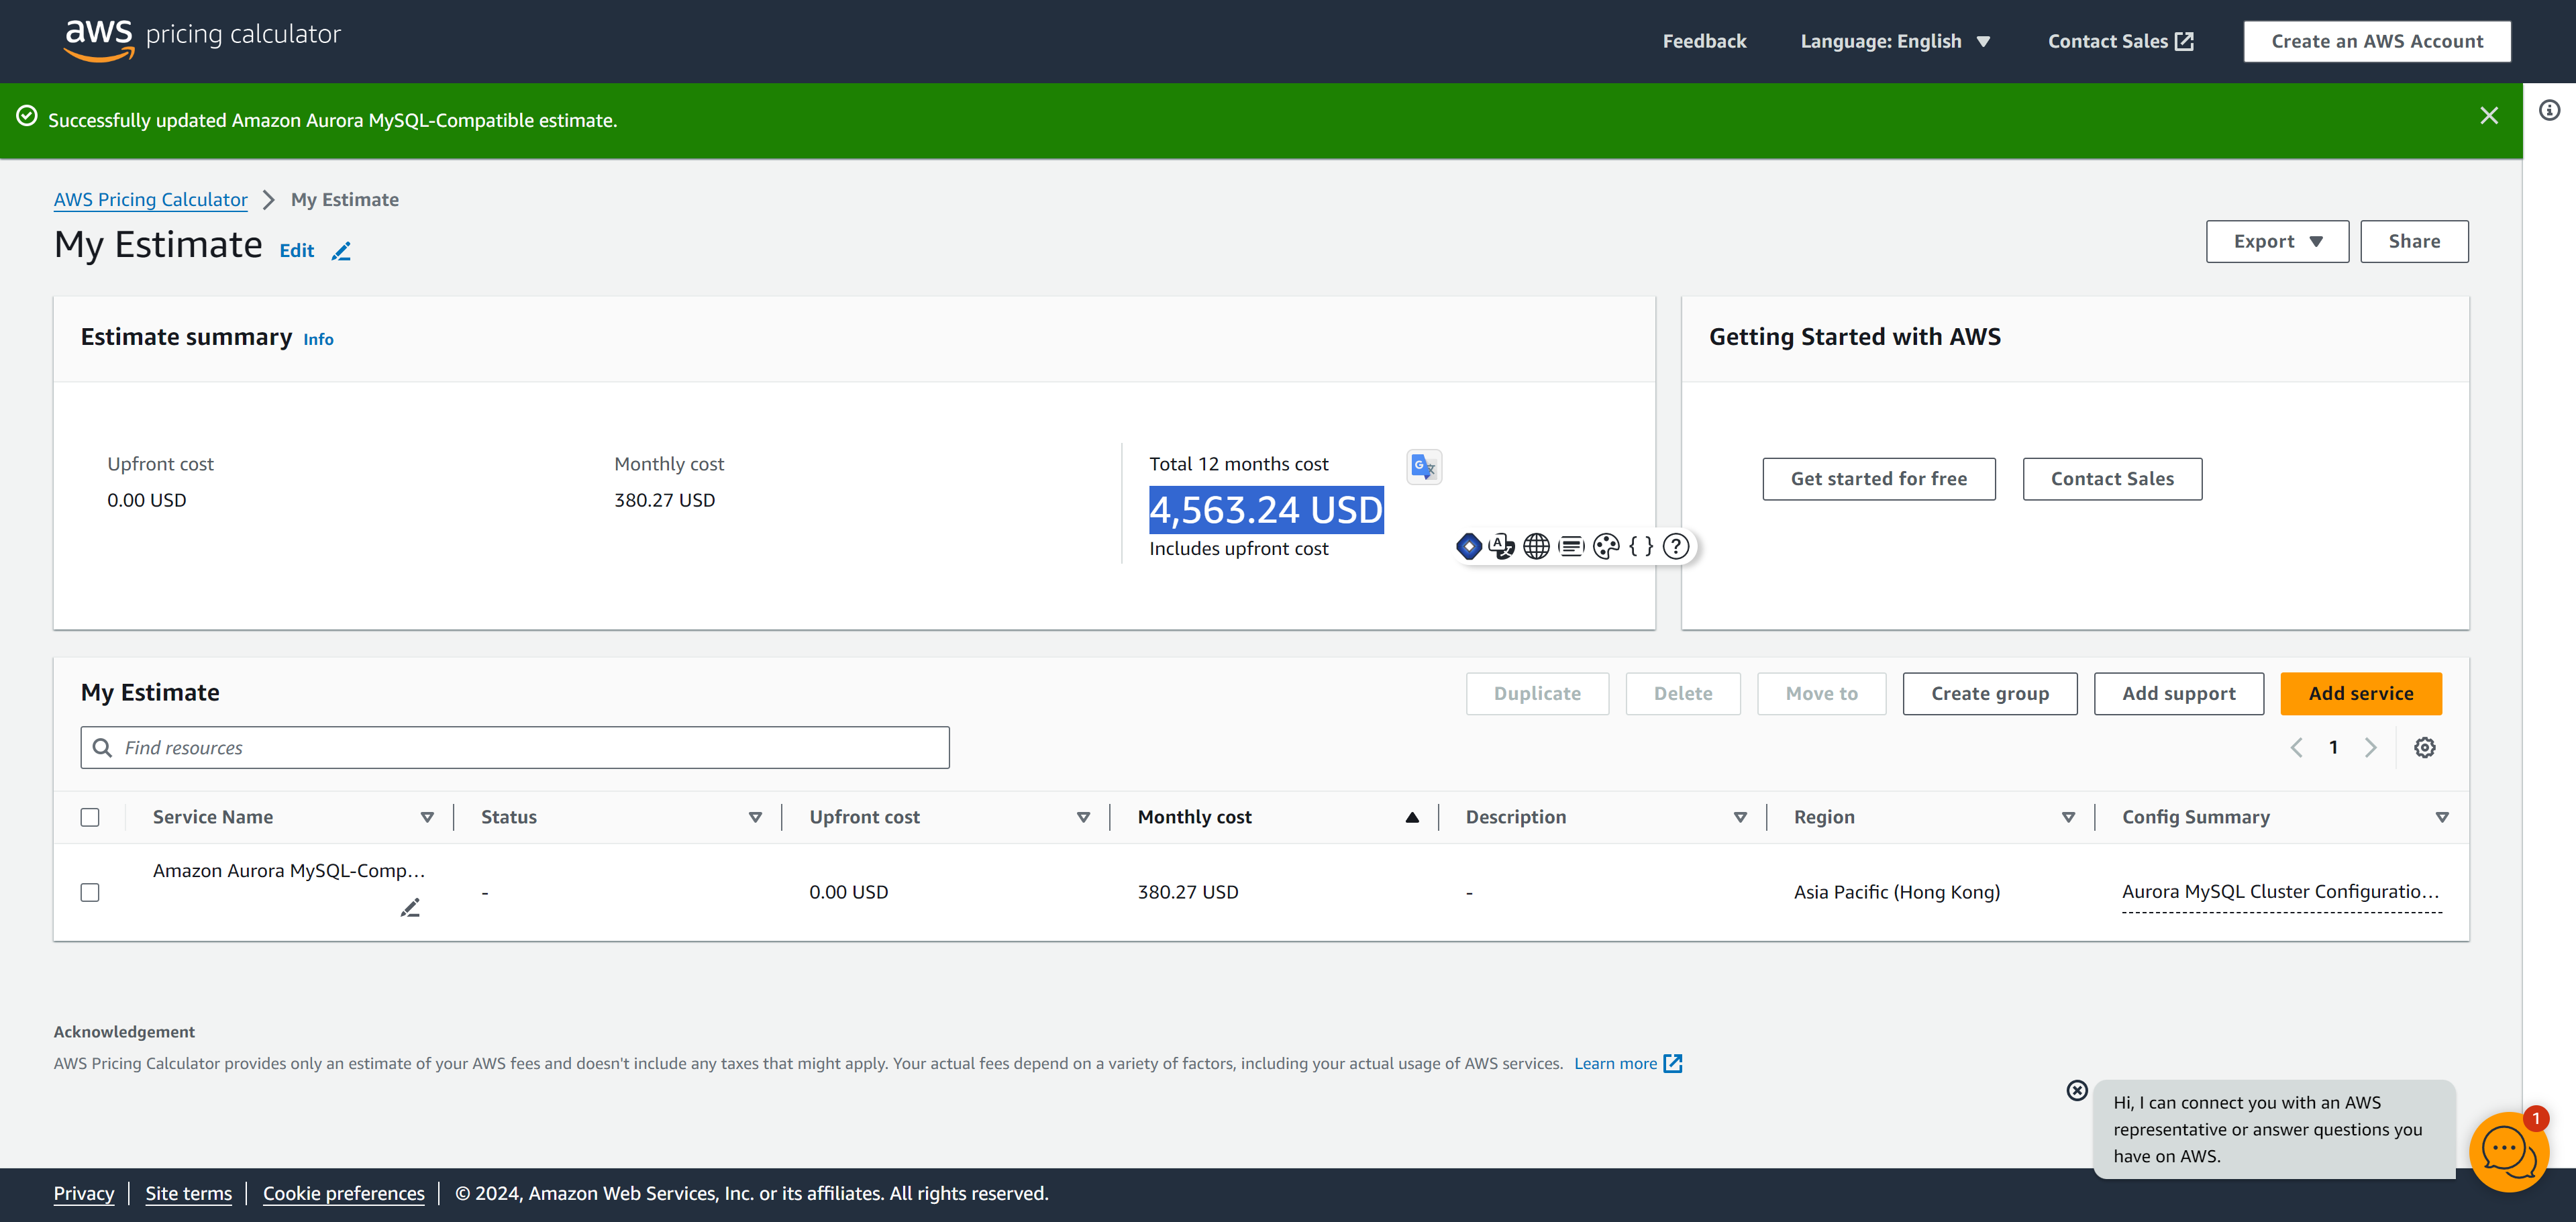 aws pricing calculator
Feedback
Language: English
Contact Sales
Create an AWS Account
Successfully updated Amazon Aurora MySQL-Compatible estimate.
AWS Pricing Calculator
My Estimate
My Estimate
Edit
Export
Share
Estimate summary
Info
Getting Started with AWS
Upfront cost
0.00 USD
Monthly cost
380.27 USD
Total 12 months cost
4,563.24 USD
Includes upfront cost
Get started for free
Contact Sales
My Estimate
Duplicate
Delete
Move to
Create group
Add support
Add service
Find resources
1
Service Name
Status
Upfront cost
Monthly cost
Description
Region
Config Summary
Amazon Aurora MySQL-Comp...
-
0.00 USD
380.27 USD
-
Asia Pacific (Hong Kong)
Aurora MySQL Cluster Configuratio...
Acknowledgement
AWS Pricing Calculator provides only an estimate of your AWS fees and doesn't include any taxes that might apply. Your actual fees depend on a variety of factors, including your actual usage of AWS services. Learn more
Hi, I can connect you with an AWS
representative or answer questions you
have on AWS.
1
Privacy
Site terms
Cookie preferences
© 2024, Amazon Web Services, Inc. or its affiliates. All rights reserved.